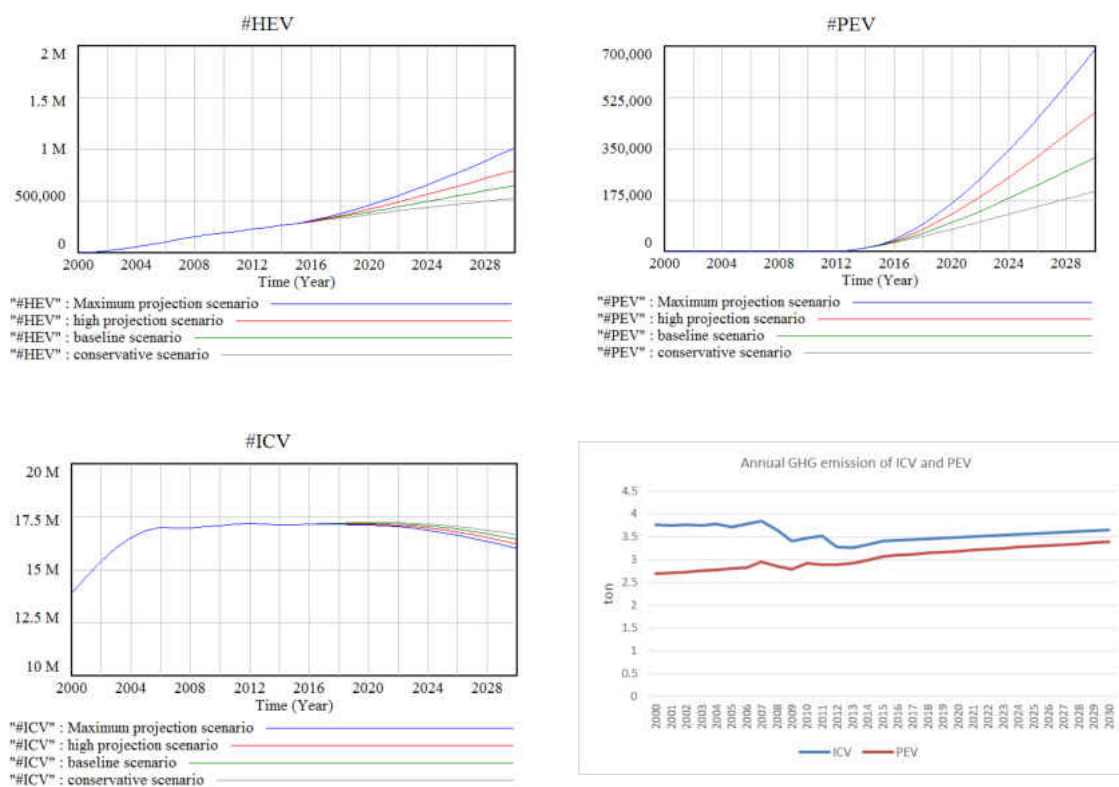 #HEV
2 M
1.5 M
1 M
500,000
0
2000 2004 2008 2012 2016 2020 2024 2028
Time (Year)
"#HEV" : Maximum projection scenario
"#HEV" : high projection scenario
"#HEV" : baseline scenario
"#HEV" : conservative scenario
#PEV
700,000
525,000
350,000
175,000
0
2000 2004 2008 2012 2016 2020 2024 2028
Time (Year)
"#PEV" : Maximum projection scenario
"#PEV" : high projection scenario
"#PEV" : baseline scenario
"#PEV" : conservative scenario
#ICV
20 M
17.5 M
15 M
12.5 M
10 M
2000 2004 2008 2012 2016 2020 2024 2028
Time (Year)
"#ICV" : Maximum projection scenario
"#ICV" : high projection scenario
"#ICV" : baseline scenario
"#ICV" : conservative scenario
Annual GHG emission of ICV and PEV
4.5
4
3.5
3
2.5
2
1.5
1
0.5
0
ton
2000 2001 2002 2003 2004 2005 2006 2007 2008 2009 2010 2011 2012 2013 2014 2015 2016 2017 2018 2019 2020 2021 2022 2023 2024 2025 2026 2027 2028 2029 2030
ICV PEV